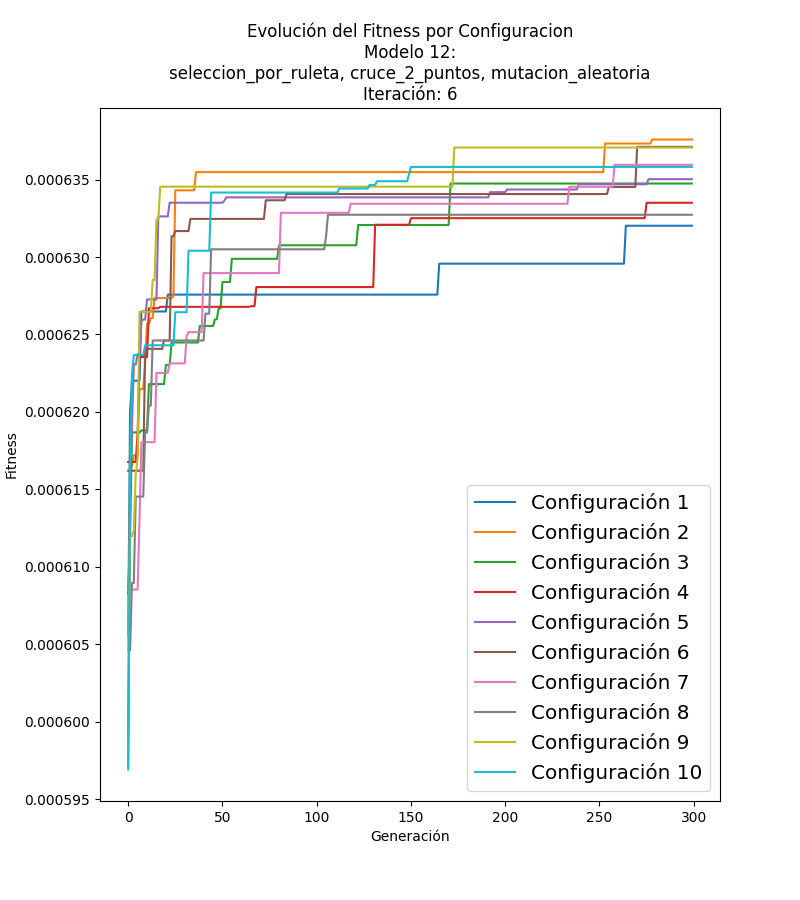 Evolución del Fitness por Configuracion
Modelo 12:
seleccion_por_ruleta, cruce_2_puntos, mutacion_aleatoria
Iteración: 6
Fitness
0.000635
0.000630
0.000625
0.000620
0.000615
0.000610
0.000605
0.000600
0.000595
Configuración 1
Configuración 2
Configuración 3
Configuración 4
Configuración 5
Configuración 6
Configuración 7
Configuración 8
Configuración 9
Configuración 10
0 50 100 150 200 250 300
Generación